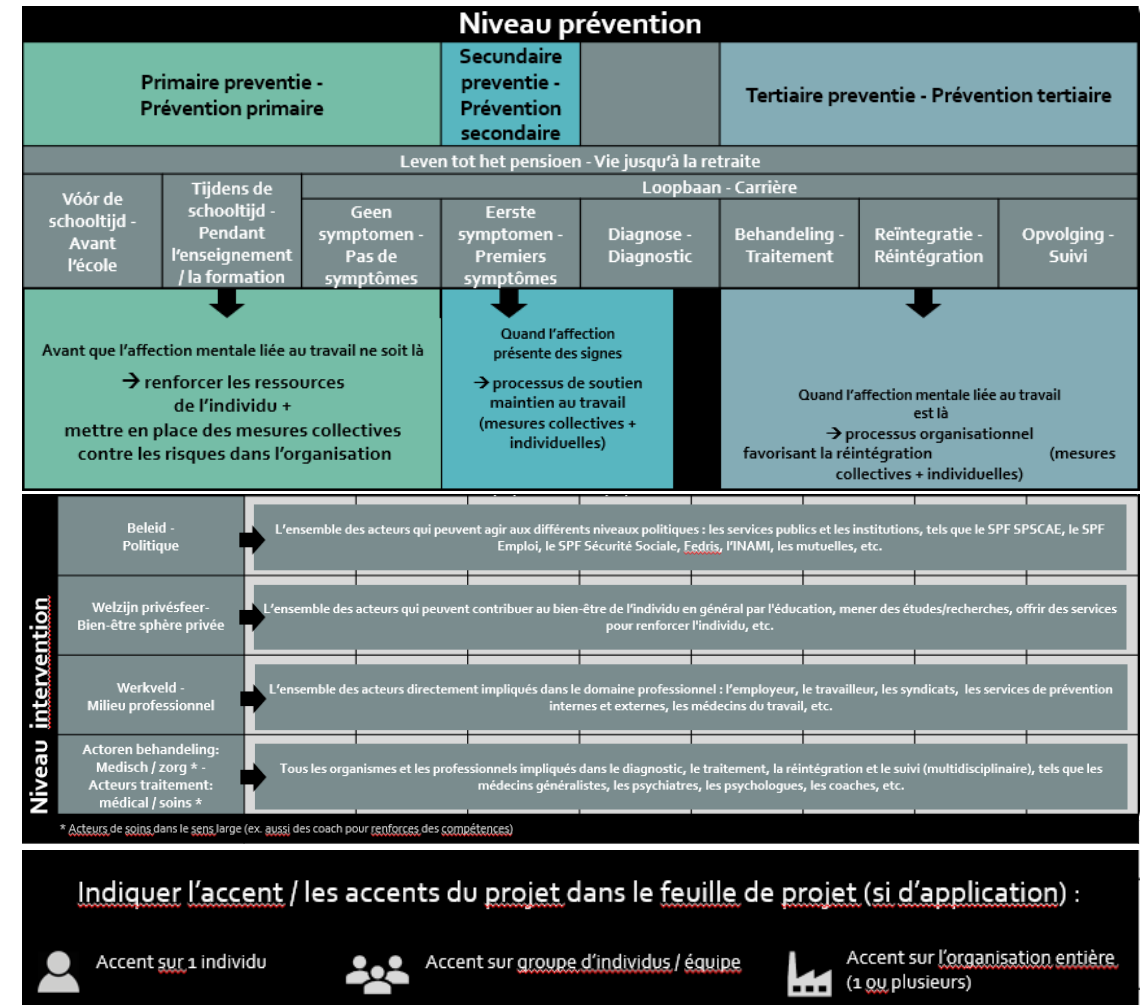 Niveau prévention
Primaire preventie -
Prévention primaire
Secundaire
preventie -
Prévention
secondaire
Tertiaire preventie - Prévention tertiaire
Leven tot het pensioen - Vie jusqu'à la retraite
Vóór de
schooltijd -
Avant
l'école
Tijdens de
schooltijd -
Pendant
l'enseignement
/ la formation
Loopbaan - Carrière
Geen
symptomen -
Pas de
symptômes
Eerste
symptomen -
Premiers
symptômes
Diagnose -
Diagnostic
Behandeling -
Traitement
Reïntegratie -
Réintégration
Opvolging -
Suivi
Avant que l'affection mentale liée au travail ne soit là
→ renforcer les ressources
de l'individu +
mettre en place des mesures collectives
contre les risques dans l'organisation
Quand l'affection
présente des signes
→ processus de soutien
maintien au travail
(mesures collectives +
individuelles)
Quand l'affection mentale liée au travail
est là
→ processus organisationnel
favorisant la réintégration (mesures
collectives + individuelles)
Niveau intervention
Beleid -
Politique
L'ensemble des acteurs qui peuvent agir aux différents niveaux politiques : les services publics et les institutions, tels que le SPF SPSCAE, le SPF
Emploi, le SPF Sécurité Sociale, Fedris, l'INAMI, les mutuelles, etc.
Welzijn privésfeer-
Bien-être sphère privée
L'ensemble des acteurs qui peuvent contribuer au bien-être de l'individu en général par l'éducation, mener des études/recherches, offrir des services
pour renforcer l'individu, etc.
Werkveld -
Milieu professionnel
L'ensemble des acteurs directement impliqués dans le domaine professionnel : l'employeur, le travailleur, les syndicats, les services de prévention
internes et externes, les médecins du travail, etc.
Actoren behandeling:
Medisch / zorg * -
Acteurs traitement:
médical / soins *
Tous les organismes et les professionnels impliqués dans le diagnostic, le traitement, la réintégration et le suivi (multidisciplinaire), tels que les
médecins généralistes, les psychiatres, les psychologues, les coaches, etc.
* Acteurs de soins dans le sens large (ex. aussi des coach pour renforces des compétences)
Indiquer l'accent / les accents du projet dans le feuille de projet (si d'application) :
Accent sur 1 individu
Accent sur groupe d'individus / équipe
Accent sur l'organisation entière
(1 ou plusieurs)